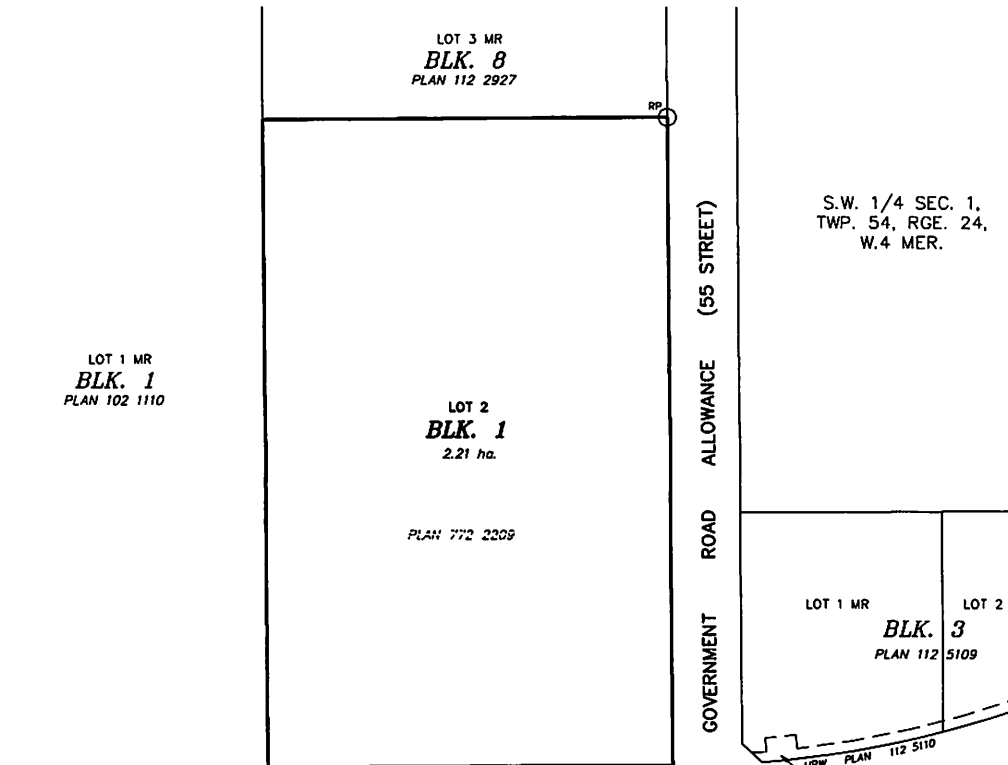 LOT 3 MR
BLK. 8
PLAN 112 2927
RP
S.W. 1/4 SEC. 1,
TWP. 54, RGE. 24,
W.4 MER.
GOVERNMENT ROAD ALLOWANCE (55 STREET)
LOT 1 MR
BLK. 1
PLAN 102 1110
LOT 2
BLK. 1
2.21 ha.
PLAN 772 2209
LOT 1 MR
LOT 2
BLK. 3
PLAN 112 5109
URW PLAN 112 5110